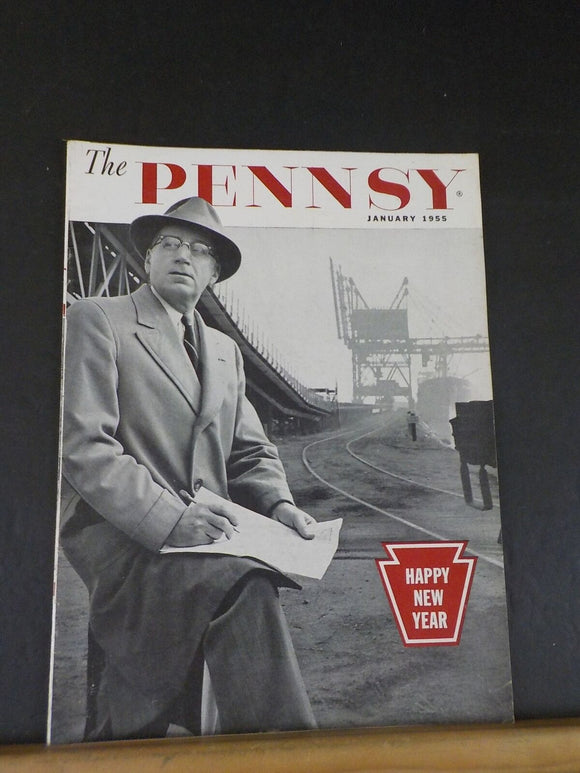 The PENNSY®
JANUARY 1955
HAPPY
NEW
YEAR